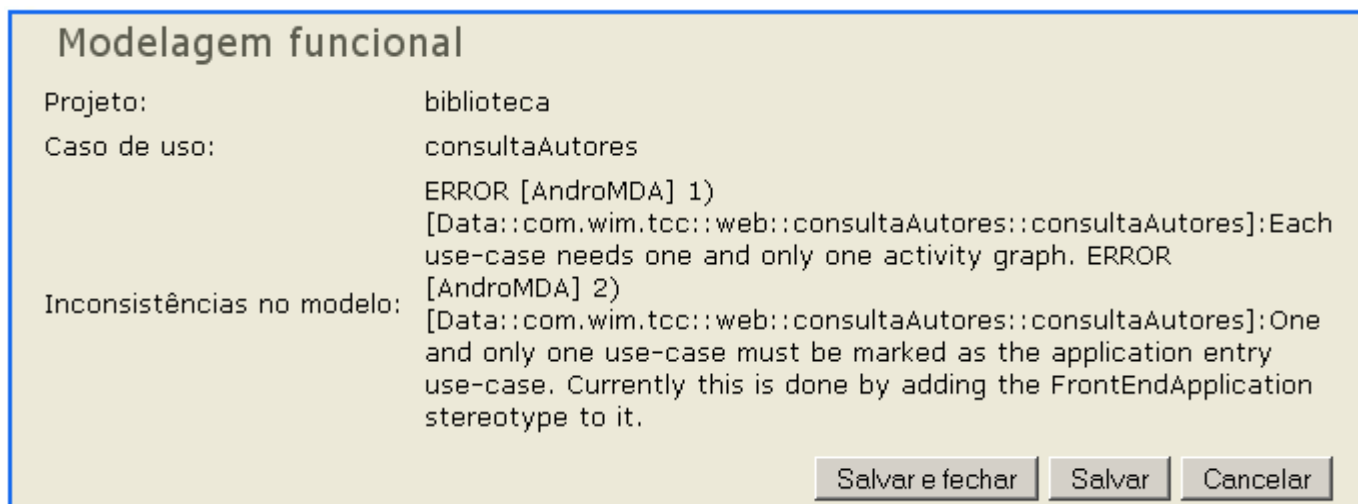 Modelagem funcional
Projeto: biblioteca
Caso de uso: consultaAutores
ERROR [AndroMDA] 1)
[Data::com.wim.tcc::web::consultaAutores::consultaAutores]:Each
use-case needs one and only one activity graph. ERROR
[AndroMDA] 2)
Inconsistências no modelo:
[Data::com.wim.tcc::web::consultaAutores::consultaAutores]:One
and only one use-case must be marked as the application entry
use-case. Currently this is done by adding the FrontEndApplication
stereotype to it.
Salvar e fechar Salvar Cancelar